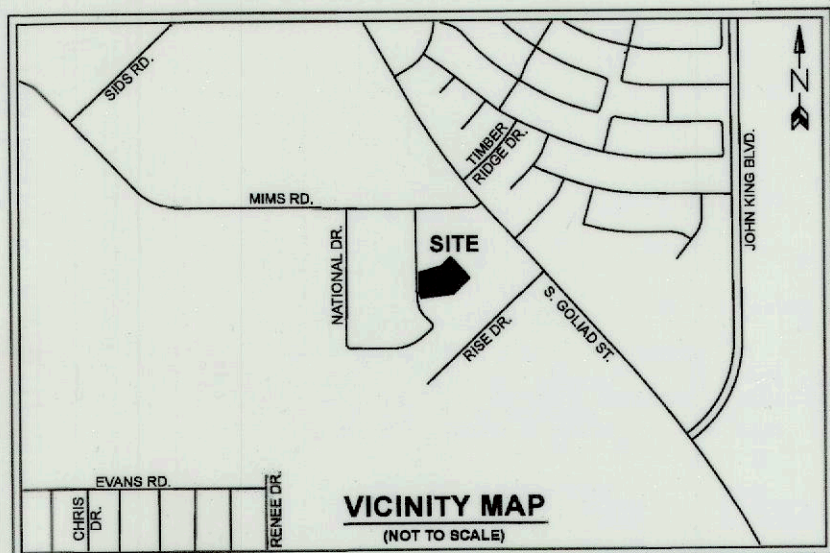 SIDS RD.
N
TIMBER
RIDGE DR.
JOHN KING BLVD.
MIMS RD.
NATIONAL DR.
SITE
RISE DR.
S. GOLIAD ST.
EVANS RD.
CHRIS
DR.
RENEE DR.
VICINITY MAP
(NOT TO SCALE)